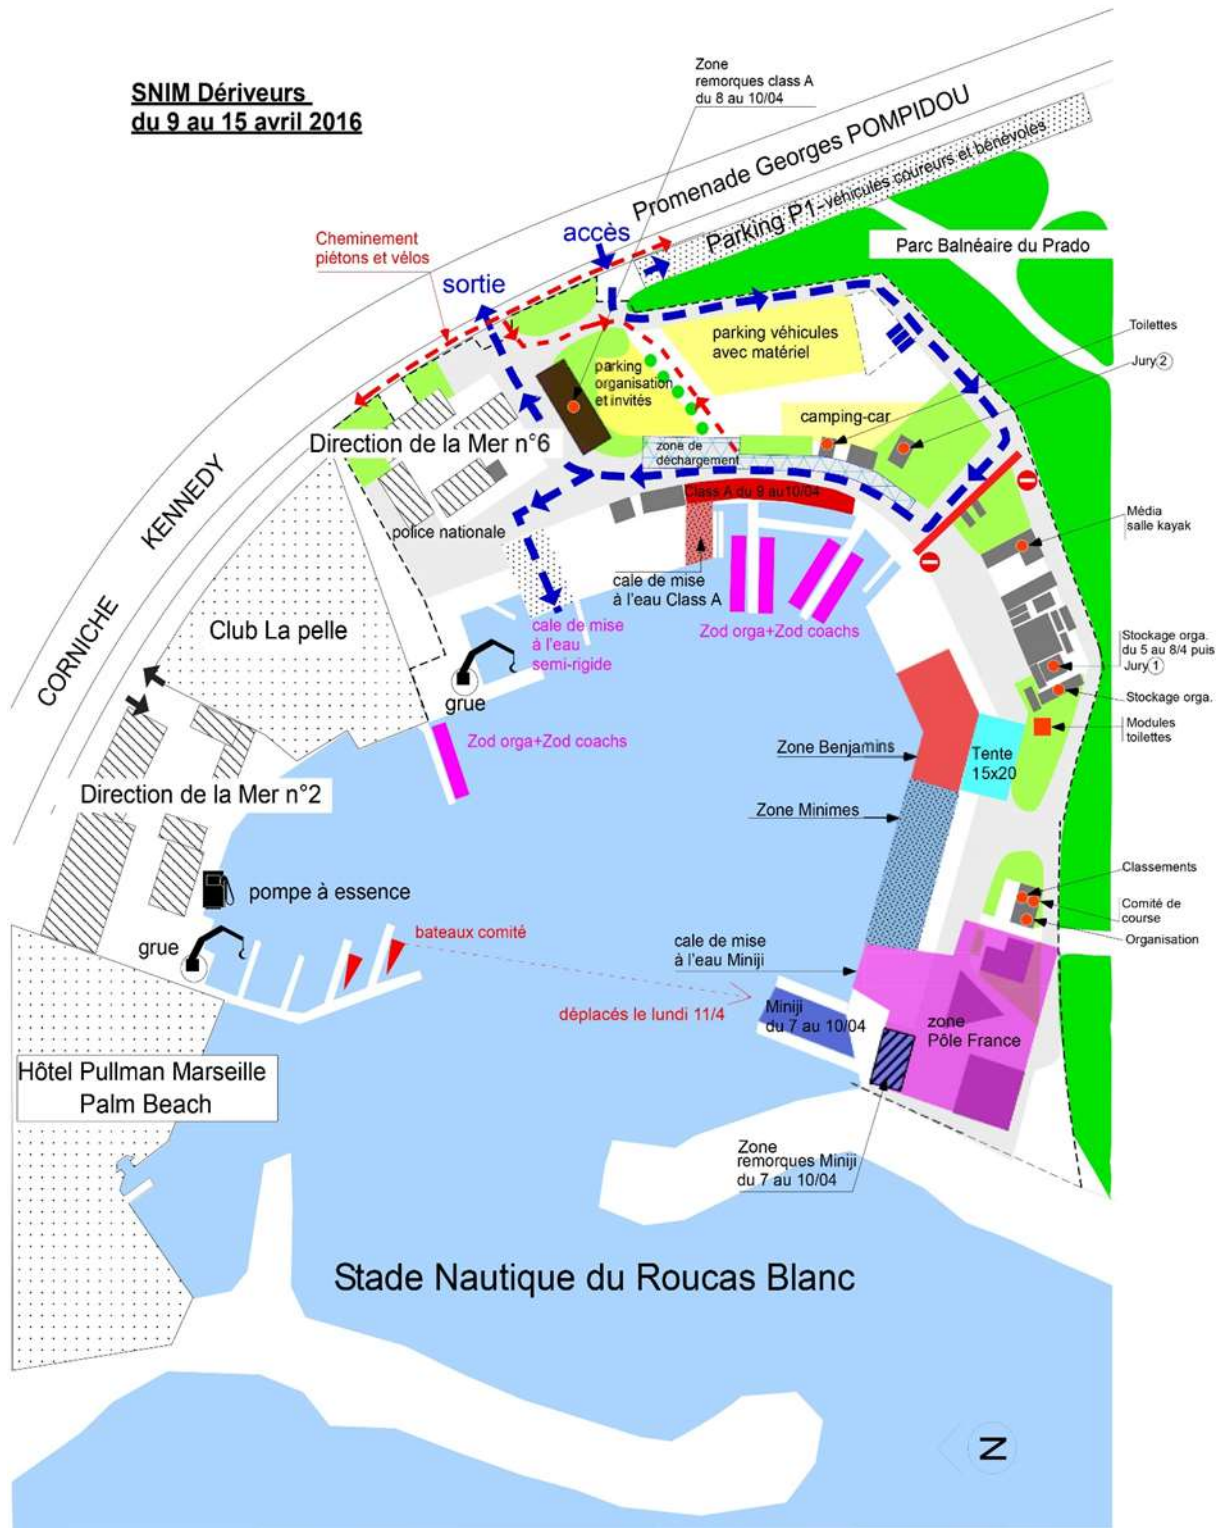 SNIM Dériveurs
du 9 au 15 avril 2016
Zone
remorques class A
du 8 au 10/04
Promenade Georges POMPIDOU
Parking P1-véhicules coureurs et bénévoles
Parc Balnéaire du Prado
Cheminement
piétons et vélos
accès
sortie
parking véhicules
avec matériel
Toilettes
Jury 2
parking
organisation
et invités
camping-car
Direction de la Mer n°6
zone de
déchargement
Class A du 9 au10/04
KENNEDY
CORNICHE
police nationale
Média
salle kayak
cale de mise
à l'eau Class A
Club La pelle
cale de mise
à l'eau
semi-rigide
Zod orga+Zod coachs
Stockage orga.
du 5 au 8/4 puis
Jury 1
Stockage orga.
grue
Modules
toilettes
Zod orga+Zod coachs
Zone Benjamins
Tente
15x20
Direction de la Mer n°2
Zone Minimes
Classements
pompe à essence
Comité de
course
Organisation
bateaux comité
grue
cale de mise
à l'eau Miniji
déplacés le lundi 11/4
Miniji
du 7 au 10/04
zone
Pôle France
Hôtel Pullman Marseille
Palm Beach
Zone
remorques Miniji
du 7 au 10/04
Stade Nautique du Roucas Blanc
N